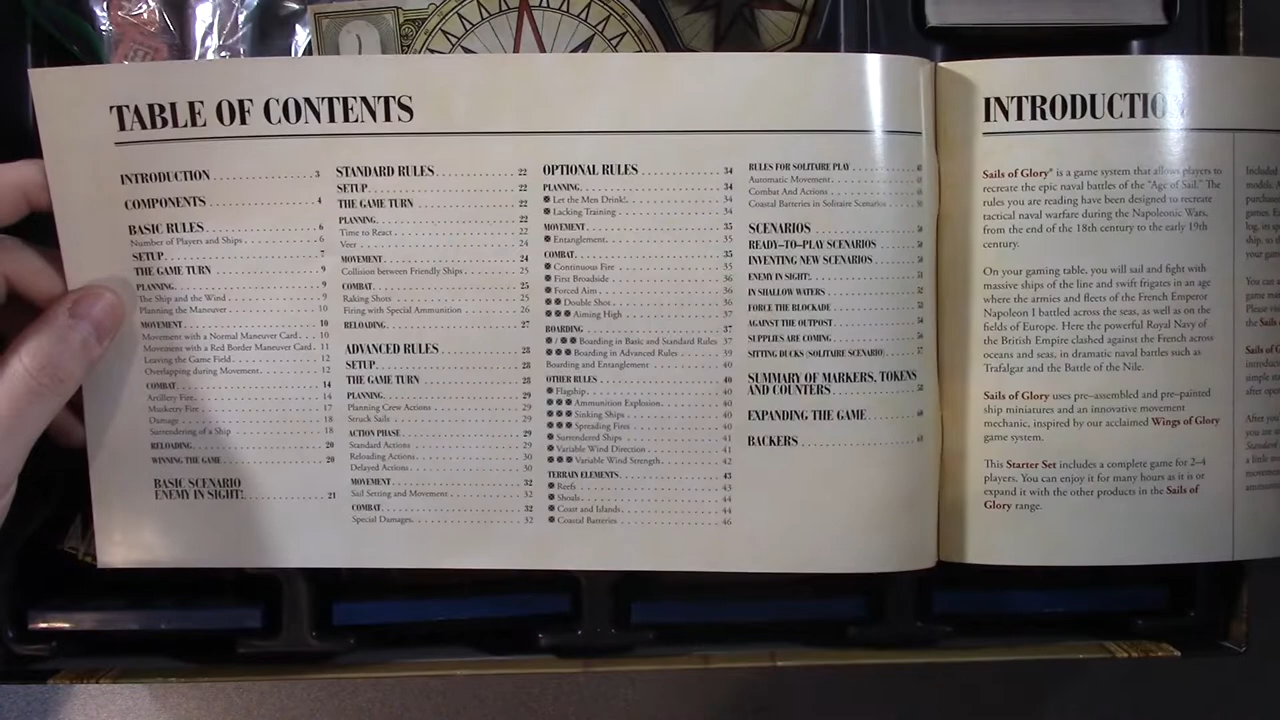 TABLE OF CONTENTS
INTRODUCTION 3
COMPONENTS 4
BASIC RULES 6
Number of Players and Ships 6
SETUP 7
THE GAME TURN 9
PLANNING 9
The Ship and the Wind 9
Planning the Maneuver 10
MOVEMENT 10
Movement with a Normal Maneuver Card 10
Movement with a Red Border Maneuver Card 11
Leaving the Game Field 12
Overlapping during Movement 12
COMBAT 14
Artillery Fire 14
Musketry Fire 17
Damage 18
Surrendering of a Ship 18
RELOADING 20
WINNING THE GAME 20
BASIC SCENARIO
ENEMY IN SIGHT! 21
STANDARD RULES 22
SETUP 22
THE GAME TURN 22
PLANNING 22
Time to React 22
Veer 24
MOVEMENT 24
Collision between Friendly Ships 25
COMBAT 25
Raking Shots 25
Firing with Special Ammunition 26
RELOADING 27
ADVANCED RULES 28
SETUP 28
THE GAME TURN 28
PLANNING 29
Planning Crew Actions 29
Struck Sails 29
ACTION PHASE 29
Standard Actions 29
Reloading Actions 30
Delayed Actions 30
MOVEMENT 32
Sail Setting and Movement 32
COMBAT 32
Special Damages 32
OPTIONAL RULES 34
PLANNING 34
Let the Men Drink! 34
Lacking Training 34
MOVEMENT 35
Entanglement 35
COMBAT 35
Continuous Fire 35
First Broadside 36
Forced Aim 36
Double Shot 36
Aiming High 37
BOARDING 37
/ Boarding in Basic and Standard Rules 37
Boarding in Advanced Rules 39
Boarding and Entanglement 40
OTHER RULES 40
Flagship 40
Ammunition Explosion 40
Sinking Ships 40
Spreading Fires 40
Surrendered Ships 41
Variable Wind Direction 41
Variable Wind Strength 42
TERRAIN ELEMENTS 43
Reefs 43
Shoals 44
Coast and Islands 44
Coastal Batteries 46
RULES FOR SOLITAIRE PLAY
Automatic Movement
Combat And Actions
Coastal Batteries in Solitaire Scenarios
SCENARIOS
READY-TO-PLAY SCENARIOS
INVENTING NEW SCENARIOS
ENEMY IN SIGHT!
IN SHALLOW WATERS
FORCE THE BLOCKADE
AGAINST THE OUTPOST
SUPPLIES ARE COMING
SITTING DUCKS (SOLITAIRE SCENARIO)
SUMMARY OF MARKERS, TOKENS
AND COUNTERS
EXPANDING THE GAME
BACKERS
INTRODUCTIO
Sails of Glory® is a game system that allows players to
recreate the epic naval battles of the "Age of Sail." The
rules you are reading have been designed to recreate
tactical naval warfare during the Napoleonic Wars,
from the end of the 18th century to the early 19th
century.
On your gaming table, you will sail and fight with
massive ships of the line and swift frigates in an age
where the armies and fleets of the French Emperor
Napoleon I battled across the seas, as well as on the
fields of Europe. Here the powerful Royal Navy of
the British Empire clashed against the French across
oceans and seas, in dramatic naval battles such as
Trafalgar and the Battle of the Nile.
Sails of Glory uses pre-assembled and pre-painted
ship miniatures and an innovative movement
mechanic, inspired by our acclaimed Wings of Glory
game system.
This Starter Set includes a complete game for 2-4
players. You can enjoy it for many hours as it is or
expand it with the other products in the Sails of
Glory range.